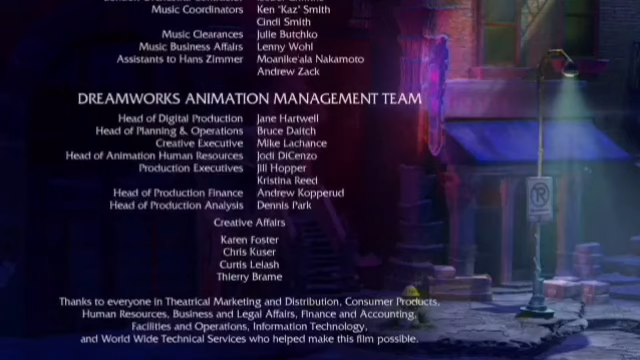 Music Coordinators Ken "Kaz" Smith
Cindi Smith
Music Clearances Julie Butchko
Music Business Affairs Lenny Wohl
Assistants to Hans Zimmer Moanike'ala Nakamoto
Andrew Zack
DREAMWORKS ANIMATION MANAGEMENT TEAM
Head of Digital Production Jane Hartwell
Head of Planning & Operations Bruce Daitch
Creative Executive Mike Lachance
Head of Animation Human Resources Jodi DiCenzo
Production Executives Jill Hopper
Kristina Reed
Head of Production Finance Andrew Kopperud
Head of Production Analysis Dennis Park
Creative Affairs
Karen Foster
Chris Kuser
Curtis Lelash
Thierry Brame
Thanks to everyone in Theatrical Marketing and Distribution, Consumer Products,
Human Resources, Business and Legal Affairs, Finance and Accounting,
Facilities and Operations, Information Technology,
and World Wide Technical Services who helped make this film possible.